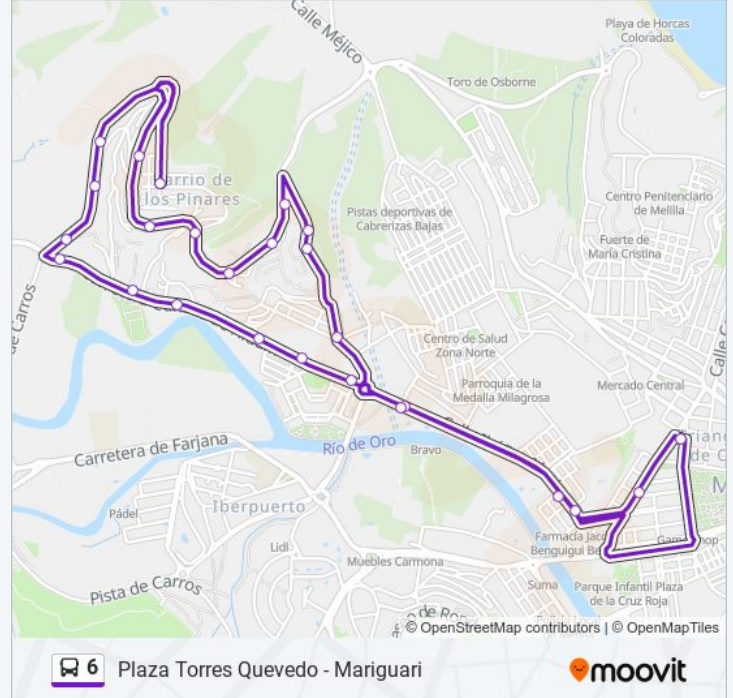 Calle Méjico
Playa de Horcas
Coloradas
Toro de Osborne
arrio de
los Pinares
Centro Penitenciario
de Melilla
Pistas deportivas de
Cabrerizas Bajas
Fuerte de
María Cristina
de Carros
Calle
Centro de Salud
Zona Norte
Parroquia de la
Medalla Milagrosa
Mercado Central
Carretera de Farjana
Río de Oro
Bravo
Iberpuerto
Pádel
Lidl
Muebles Carmona
Farmacia Jaco
Benguigui Be
Suma
Parque Infantil Plaza
de la Cruz Roja
Pista de Carros
© OpenStreetMap contributors | © OpenMapTiles
6 Plaza Torres Quevedo - Mariguari
moovit